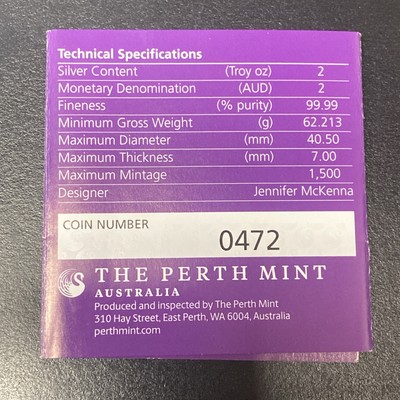 Technical Specifications
Silver Content (Troy oz) 2
Monetary Denomination (AUD) 2
Fineness (% purity) 99.99
Minimum Gross Weight (g) 62.213
Maximum Diameter (mm) 40.50
Maximum Thickness (mm) 7.00
Maximum Mintage 1,500
Designer Jennifer McKenna
COIN NUMBER
0472
THE PERTH MINT
AUSTRALIA
Produced and inspected by The Perth Mint
310 Hay Street, East Perth, WA 6004, Australia
perthmint.com